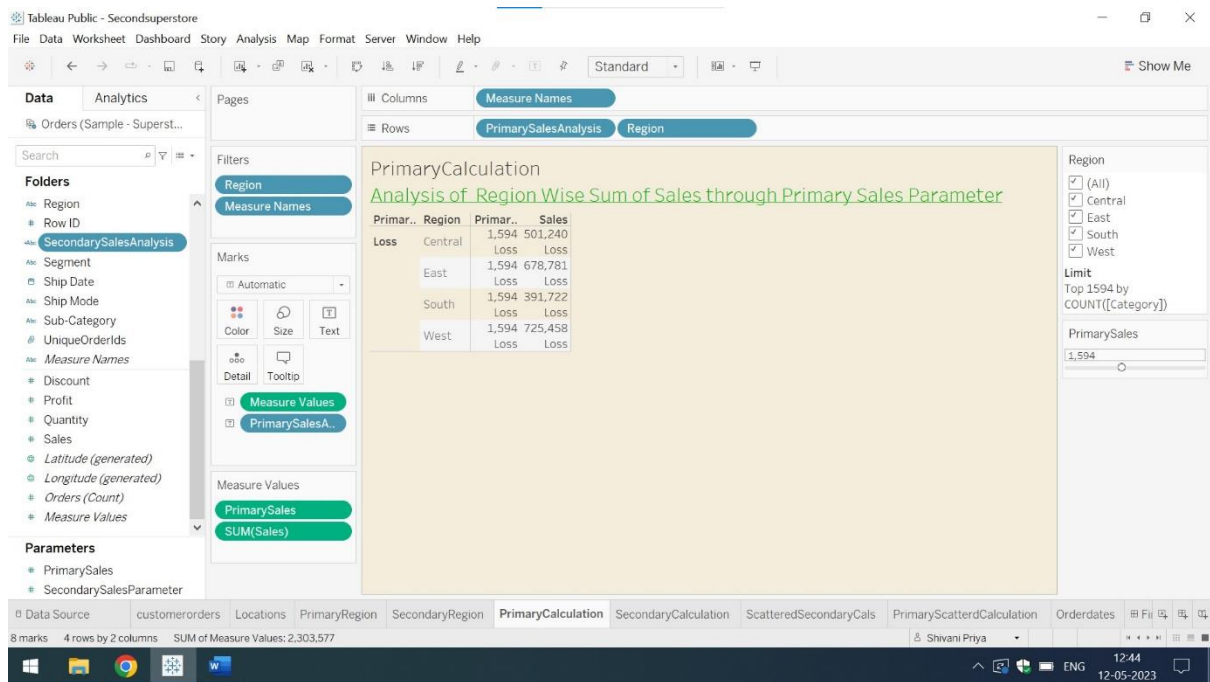 Tableau Public - Secondsuperstore
File Data Worksheet Dashboard Story Analysis Map Format Server Window Help
Standard
Show Me
Data Analytics
Orders (Sample - Superst...
Search
Folders
Abc Region
# Row ID
=Abc SecondarySalesAnalysis
Abc Segment
Ship Date
Abc Ship Mode
Abc Sub-Category
UniqueOrderIds
Abc Measure Names
# Discount
# Profit
# Quantity
# Sales
Latitude (generated)
Longitude (generated)
# Orders (Count)
# Measure Values
Parameters
# PrimarySales
# SecondarySalesParameter
Pages
Filters
Region
Measure Names
Marks
Automatic
Color Size Text
Detail Tooltip
Measure Values
PrimarySalesA..
Measure Values
PrimarySales
SUM(Sales)
Columns Measure Names
Rows PrimarySalesAnalysis Region
PrimaryCalculation
Analysis of Region Wise Sum of Sales through Primary Sales Parameter
Primar.. Region Primar.. Sales
Loss Central 1,594 501,240
Loss Loss
East 1,594 678,781
Loss Loss
South 1,594 391,722
Loss Loss
West 1,594 725,458
Loss Loss
Region
(All)
Central
East
South
West
Limit
Top 1594 by
COUNT([Category])
PrimarySales
1,594
Data Source customerorders Locations PrimaryRegion SecondaryRegion PrimaryCalculation SecondaryCalculation ScatteredSecondaryCals PrimaryScatterdCalculation Orderdates Fi
8 marks 4 rows by 2 columns SUM of Measure Values: 2,303,577 Shivani Priya
ENG 12:44
12-05-2023